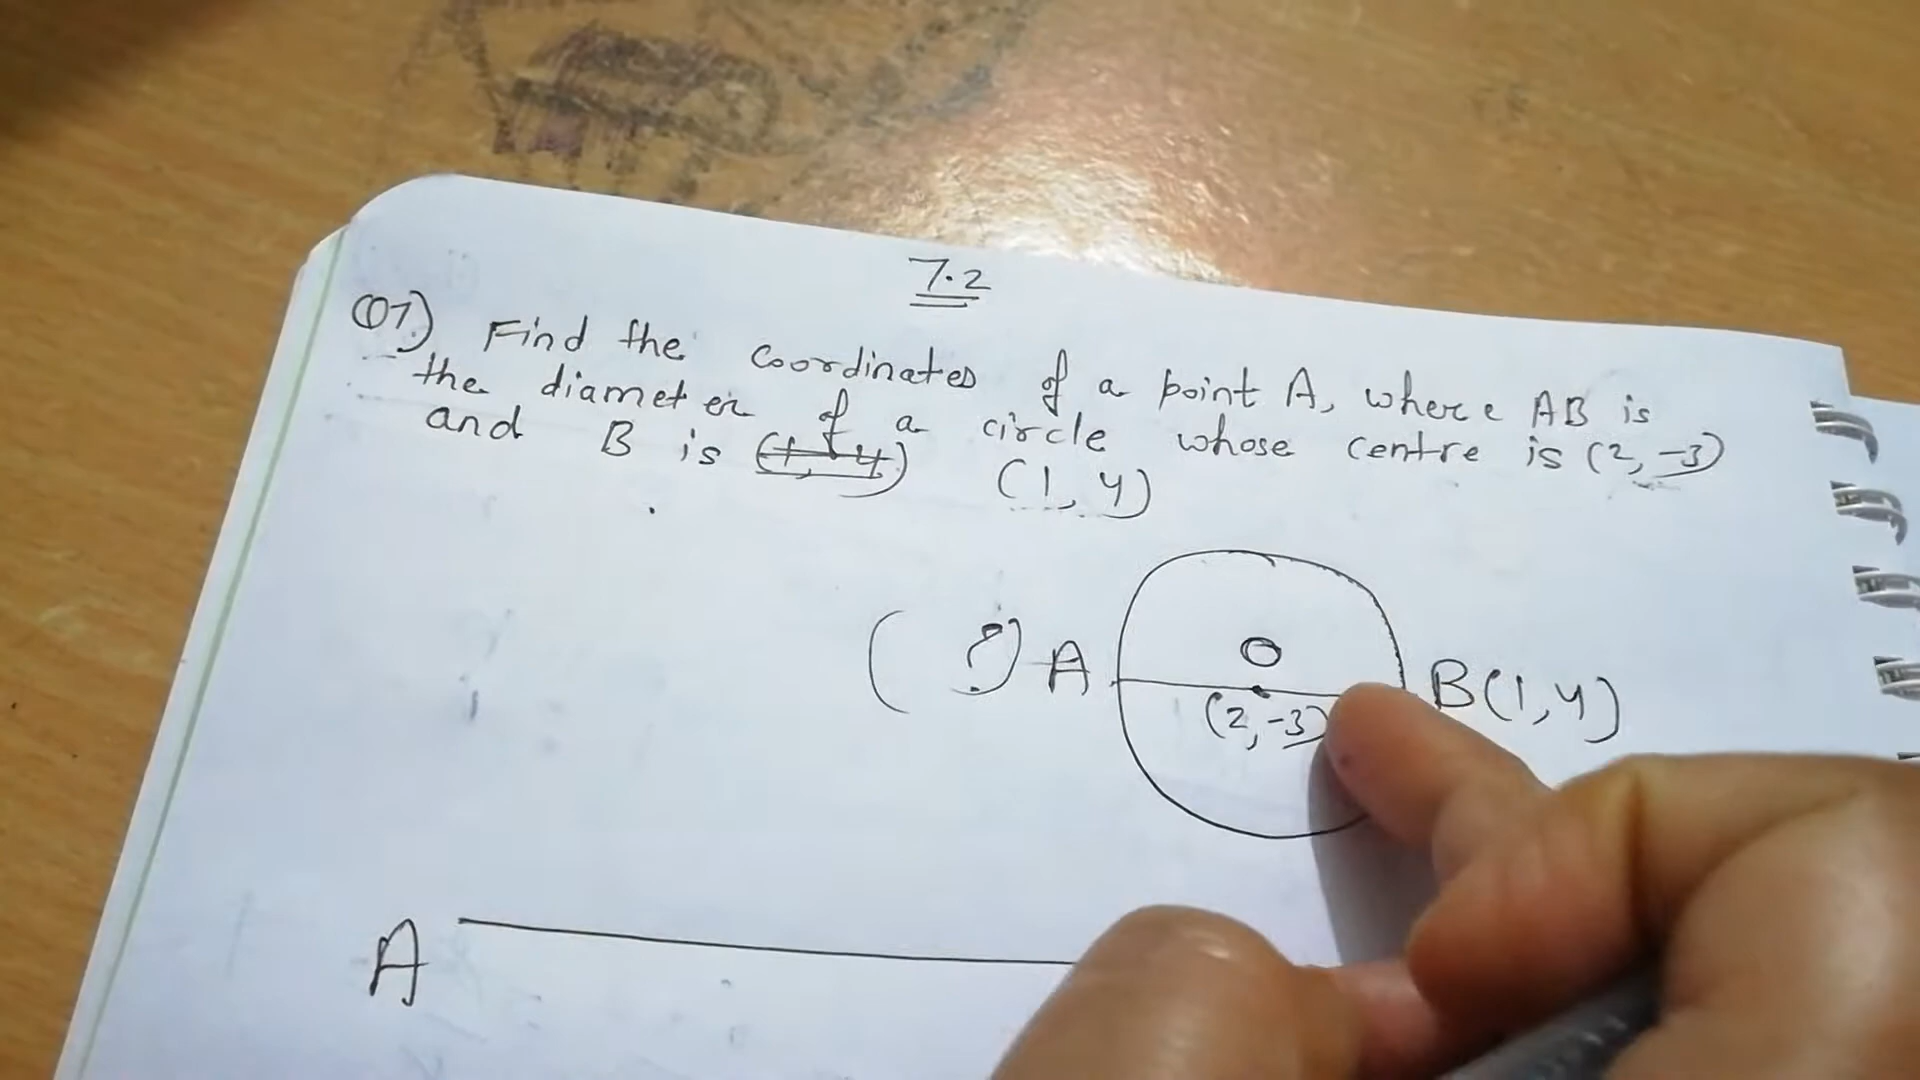 7.2
Q7) Find the coordinates of a point A, where AB is
the diameter of a circle whose centre is (2, -3)
and B is (1, 4) (1, 4)
( ?) A O B(1, 4)
(2, -3)
A